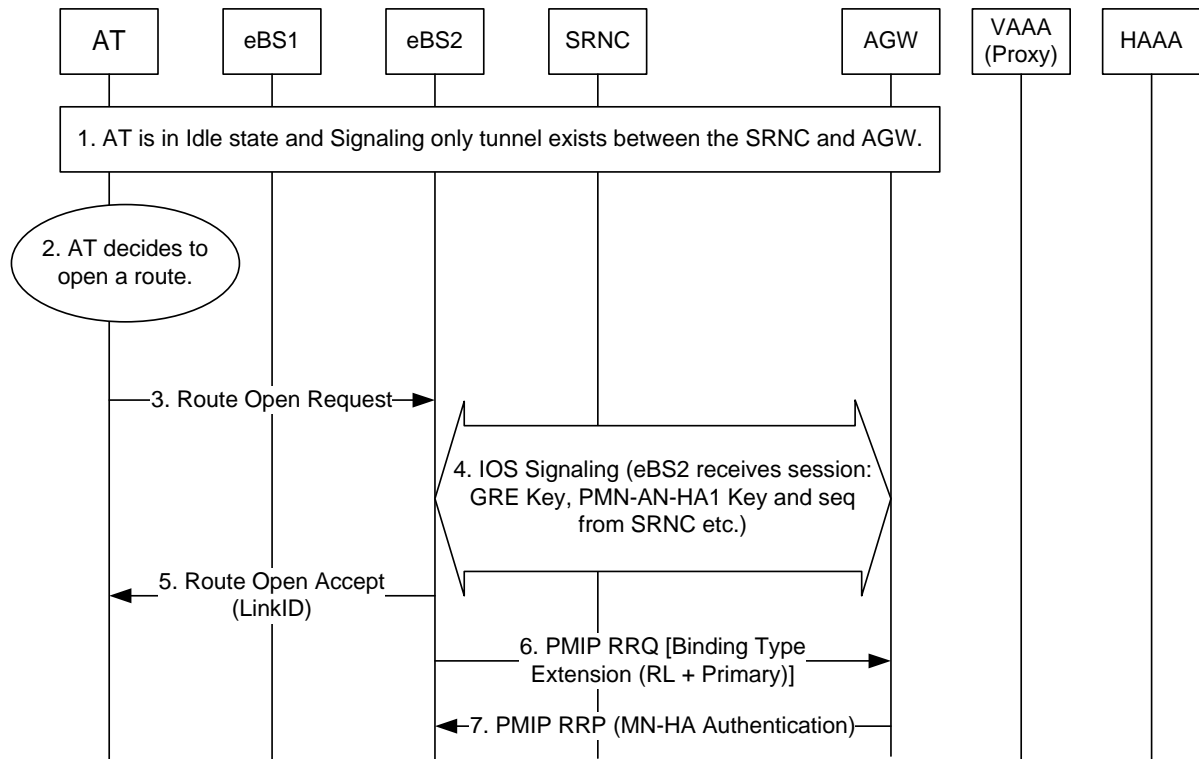 AT
eBS1
eBS2
SRNC
AGW
VAAA
(Proxy)
HAAA
1. AT is in Idle state and Signaling only tunnel exists between the SRNC and AGW.
2. AT decides to
open a route.
3. Route Open Request
4. IOS Signaling (eBS2 receives session:
GRE Key, PMN-AN-HA1 Key and seq
from SRNC etc.)
5. Route Open Accept
(LinkID)
6. PMIP RRQ [Binding Type
Extension (RL + Primary)]
7. PMIP RRP (MN-HA Authentication)